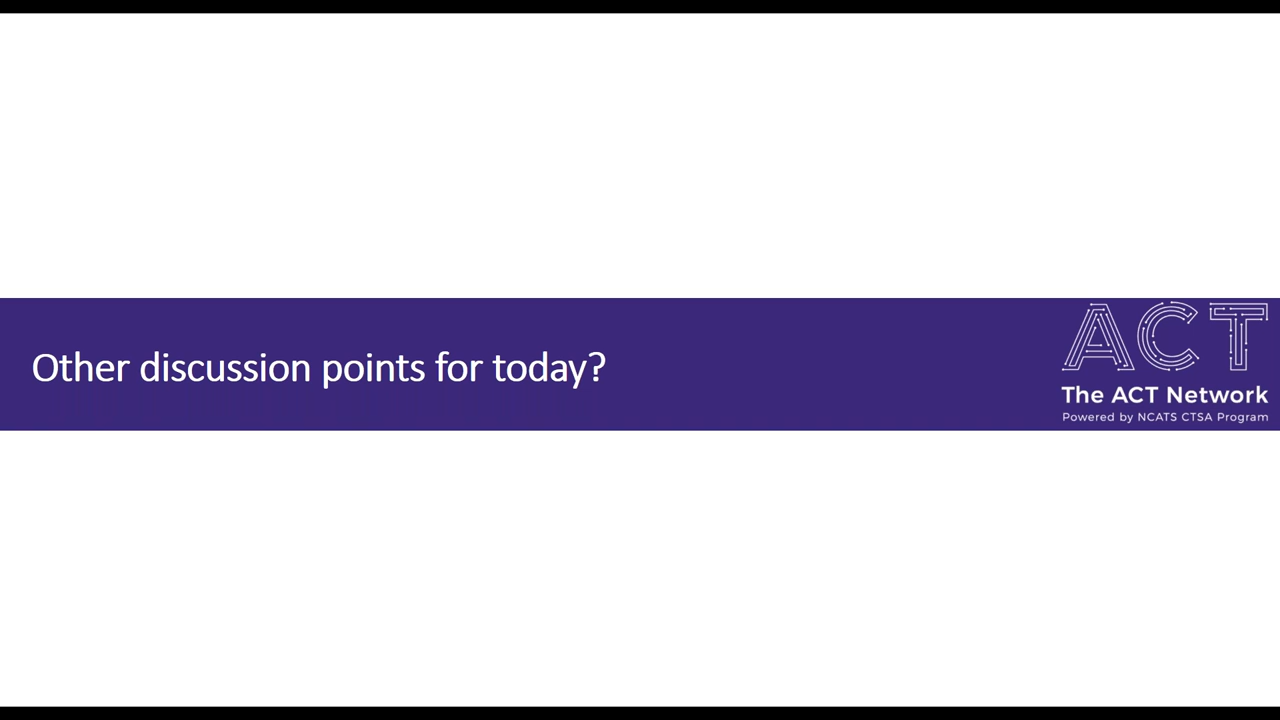 Other discussion points for today?
ACT
The ACT Network
Powered by NCATS CTSA Program